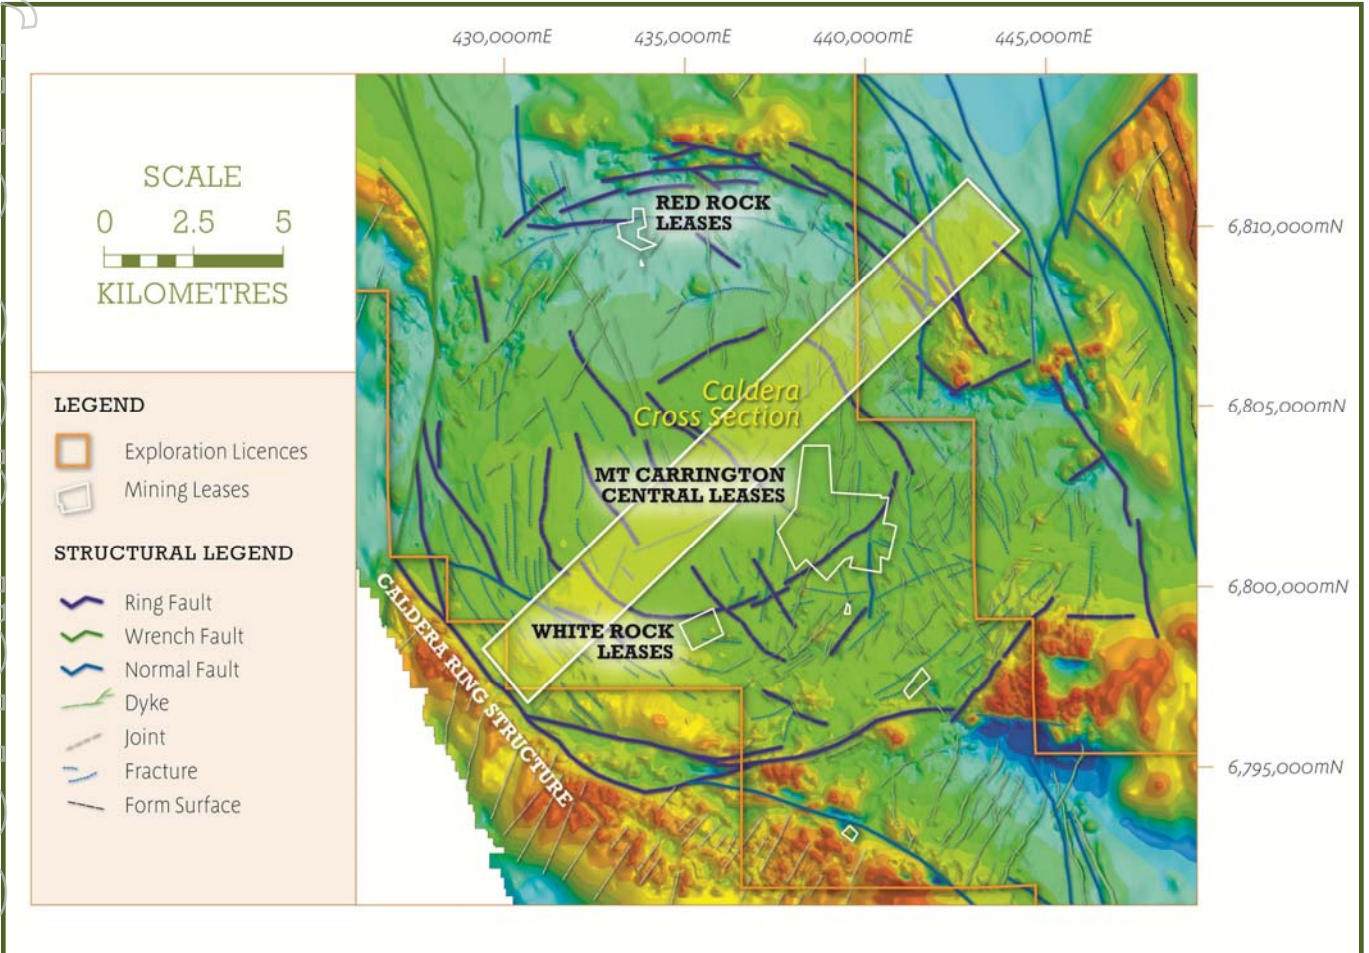 430,000mE 435,000mE 440,000mE 445,000mE
SCALE
0 2.5 5
KILOMETRES
LEGEND
Exploration Licences
Mining Leases
STRUCTURAL LEGEND
Ring Fault
Wrench Fault
Normal Fault
Dyke
Joint
Fracture
Form Surface
RED ROCK
LEASES
Caldera
Cross Section
MT CARRINGTON
CENTRAL LEASES
WHITE ROCK
LEASES
CALDERA RING STRUCTURE
6,810,000mN
6,805,000mN
6,800,000mN
6,795,000mN